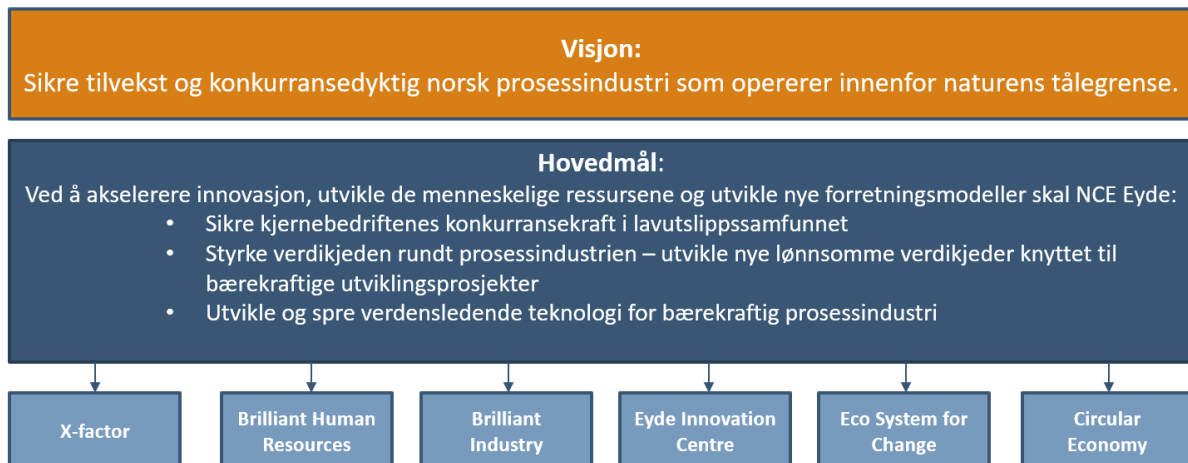 Visjon:
Sikre tilvekst og konkurransedyktig norsk prosessindustri som opererer innenfor naturens tålegrense.
Hovedmål:
Ved å akselerere innovasjon, utvikle de menneskelige ressursene og utvikle nye forretningsmodeller skal NCE Eyde:
• Sikre kjernebedriftenes konkurransekraft i lavutslippssamfunnet
• Styrke verdikjeden rundt prosessindustrien – utvikle nye lønnsomme verdikjeder knyttet til
bærekraftige utviklingsprosjekter
• Utvikle og spre verdensledende teknologi for bærekraftig prosessindustri
X-factor
Brilliant Human
Resources
Brilliant
Industry
Eyde Innovation
Centre
Eco System for
Change
Circular
Economy